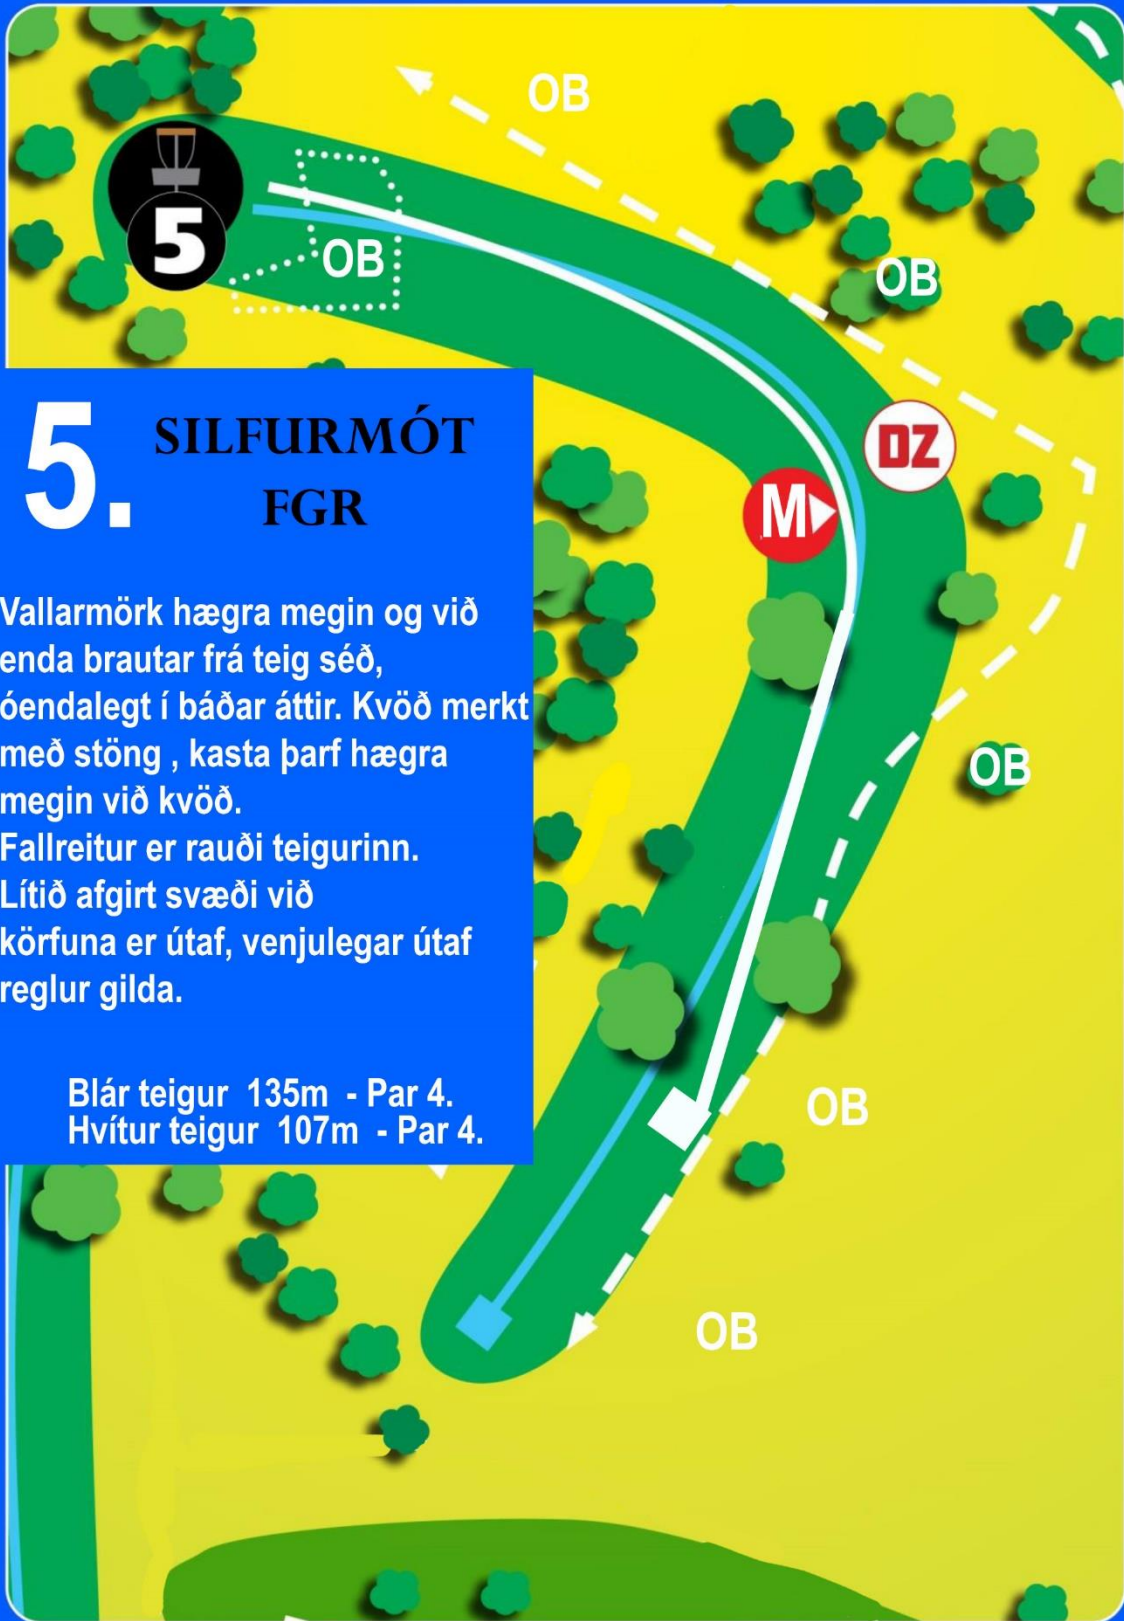 OB
5
OB
OB
DZ
M
5. SILFURMÓT
FGR
Vallarmörk hægra megin og við
enda brautar frá teig séð,
óendalegt í báðar áttir. Kvöð merkt
með stöng , kasta þarf hægra
megin við kvöð.
Fallreitur er rauði teigurinn.
Lítið afgirt svæði við
körfuna er útaf, venjulegar útaf
reglur gilda.
Blár teigur 135m - Par 4.
Hvítur teigur 107m - Par 4.
OB
OB
OB